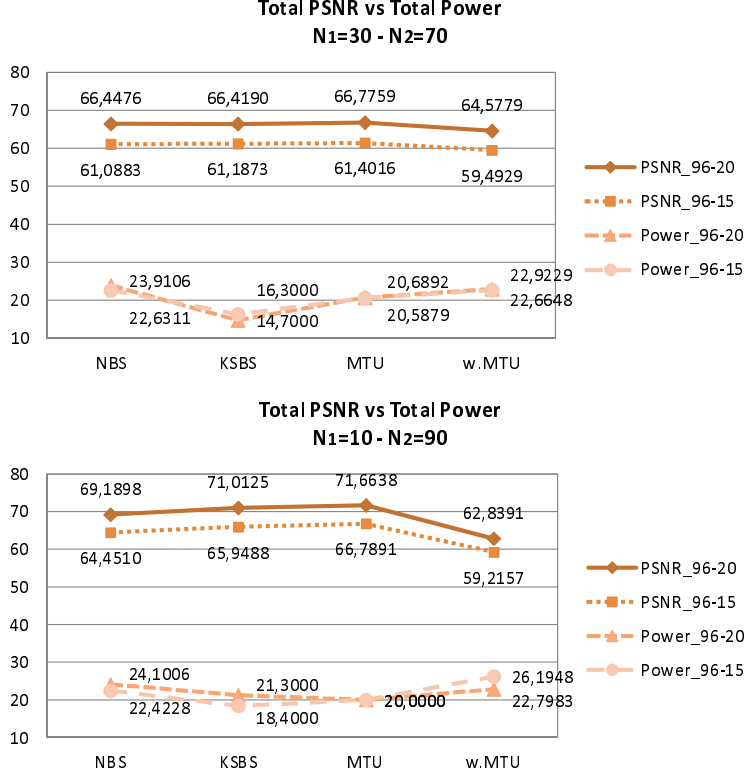 Total PSNR vs Total Power
N1=30 - N2=70
80
70
60
50
40
30
20
10
66,4476
66,4190
66,7759
64,5779
61,0883
61,1873
61,4016
59,4929
23,9106
16,3000
20,6892
22,9229
22,6311
14,7000
20,5879
22,6648
NBS
KSBS
MTU
w.MTU
PSNR_96-20
PSNR_96-15
Power_96-20
Power_96-15
Total PSNR vs Total Power
N1=10 - N2=90
80
70
60
50
40
30
20
10
69,1898
71,0125
71,6638
62,8391
64,4510
65,9488
66,7891
59,2157
24,1006
21,3000
20,0000
26,1948
22,4228
18,4000
22,7983
NBS
KSBS
MTU
w.MTU
PSNR_96-20
PSNR_96-15
Power_96-20
Power_96-15